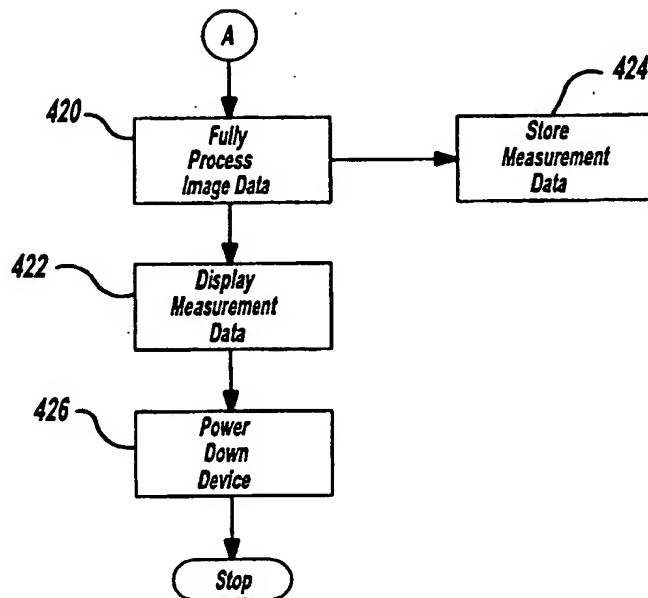 A
420
Fully
Process
Image Data
424
Store
Measurement
Data
422
Display
Measurement
Data
426
Power
Down
Device
Stop